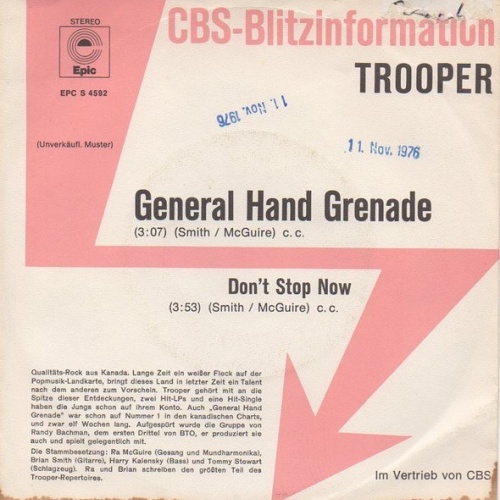 CBS-Blitzinformation
STEREO
TROOPER
Epic
EPC S 4592
11. Nov. 1976
11. Nov. 1976
(Unverkäufl. Muster)
General Hand Grenade
(3:07) (Smith / McGuire) c. c.
Don't Stop Now
(3:53) (Smith / McGuire) c. c.
Qualitäts-Rock aus Kanada. Lange Zeit ein weißer Fleck auf der
Popmusik-Landkarte, bringt dieses Land in letzter Zeit ein Talent
nach dem anderen zum Vorschein. Trooper gehört mit an die
Spitze dieser Entdeckungen, zwei Hit-LPs und eine Hit-Single
haben die Jungs schon auf ihrem Konto. Auch „General Hand
Grenade" war schon auf Nummer 1 in den kanadischen Charts,
und zwar elf Wochen lang. Aufgespürt wurde die Gruppe von
Randy Bachman, dem ersten Drittel von BTO, er produziert sie
auch und spielt gelegentlich mit.
Die Stammbesetzung: Ra McGuire (Gesang und Mundharmonika),
Brian Smith (Gitarre), Harry Kalensky (Bass) und Tommy Stewart
(Schlagzeug). Ra und Brian schreiben den größten Teil des
Trooper-Repertoires.
Im Vertrieb von CBS